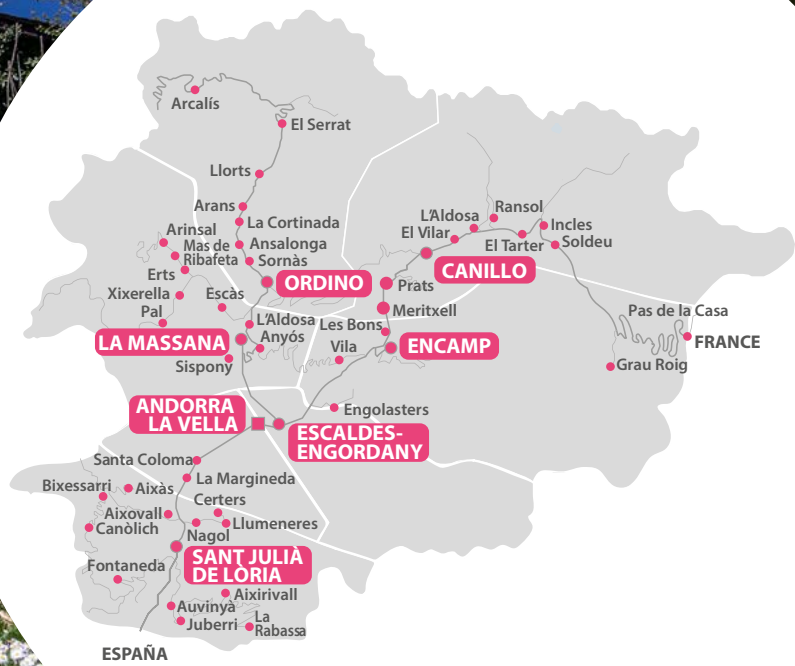 Arcalís
El Serrat
Llorts
Arans
La Cortinada
Ansalonga
Sornàs
Arinsal
Mas de
Ribafeta
Erts
Xixerella
Pal
Escàs
ORDINO
L'Aldosa
Anyós
LA MASSANA
Sispony
Ransol
L'Aldosa
El Vilar
El Tarter
Incles
Soldeu
CANILLO
Prats
Meritxell
Les Bons
Vila
ENCAMP
Pas de la Casa
FRANCE
Grau Roig
ANDORRA
LA VELLA
Engolasters
ESCALDES-
ENGORDANY
Santa Coloma
La Margineda
Bixessarri
Aixàs
Certers
Aixovall
Canòlich
Llumeneres
Nagol
SANT JULIÀ
DE LÒRIA
Fontaneda
Aixirivall
Auvinyà
Juberri
La
Rabassa
ESPAÑA